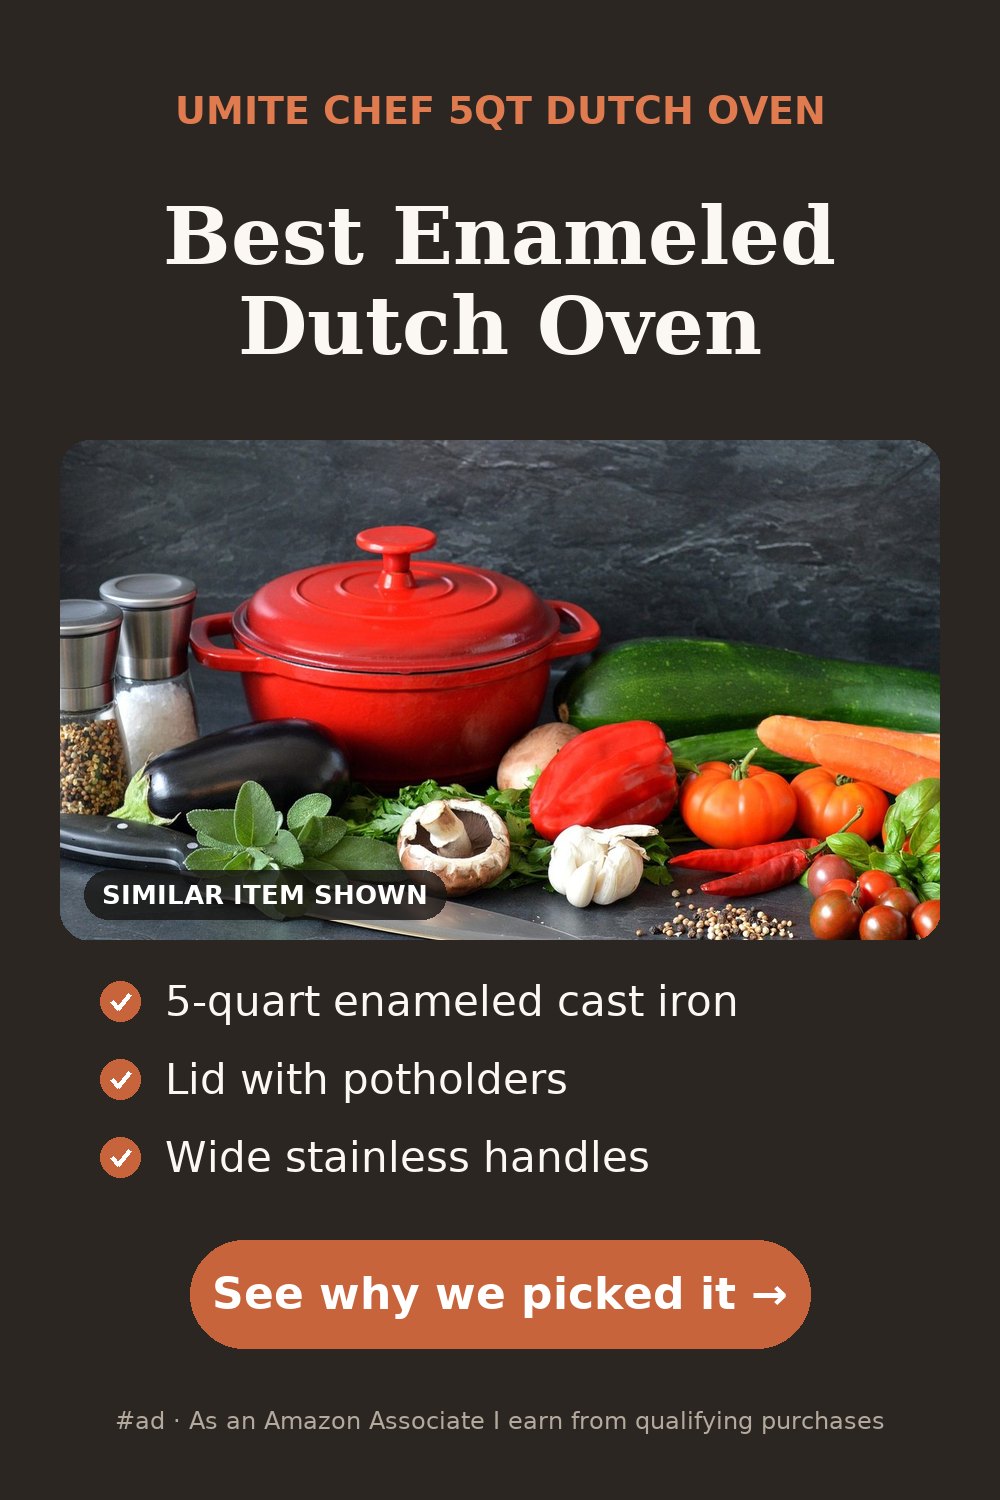 UMITE CHEF 5QT DUTCH OVEN
Best Enameled
Dutch Oven
SIMILAR ITEM SHOWN
5-quart enameled cast iron
Lid with potholders
Wide stainless handles
See why we picked it →
#ad · As an Amazon Associate I earn from qualifying purchases